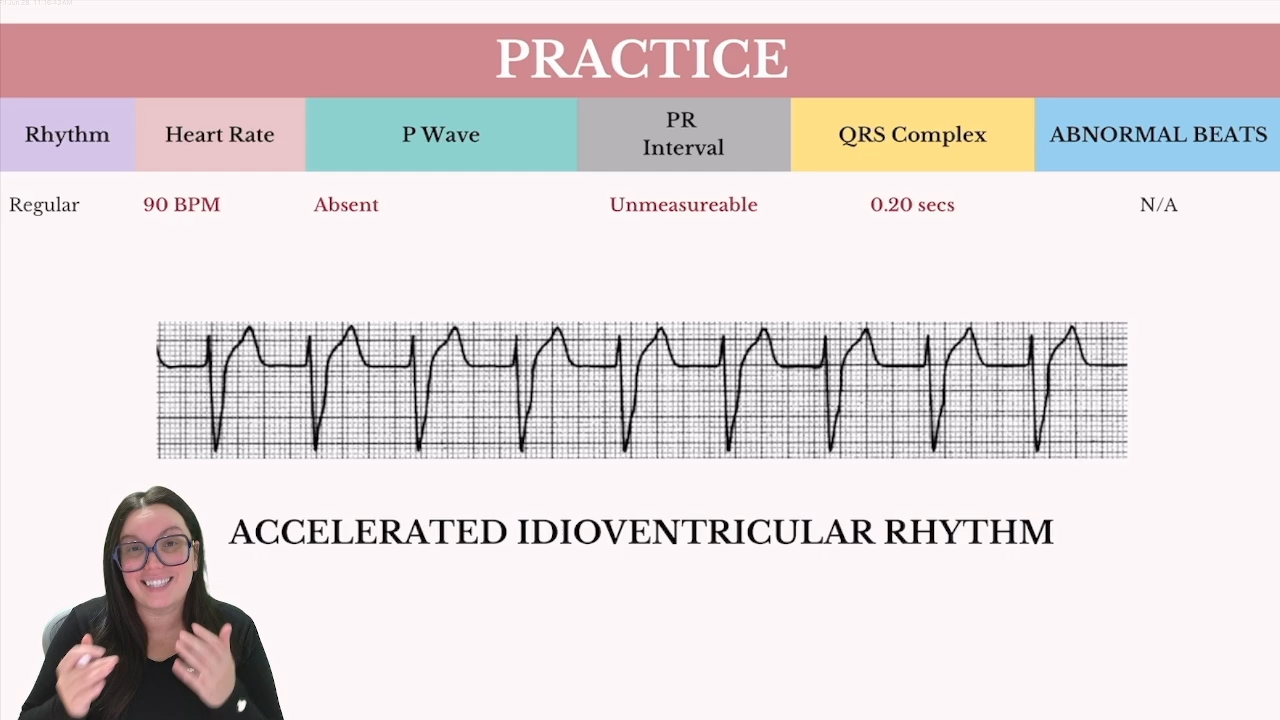 PRACTICE
Rhythm
Heart Rate
P Wave
PR
Interval
QRS Complex
ABNORMAL BEATS
Regular
90 BPM
Absent
Unmeasureable
0.20 secs
N/A
ACCELERATED IDIOVENTRICULAR RHYTHM